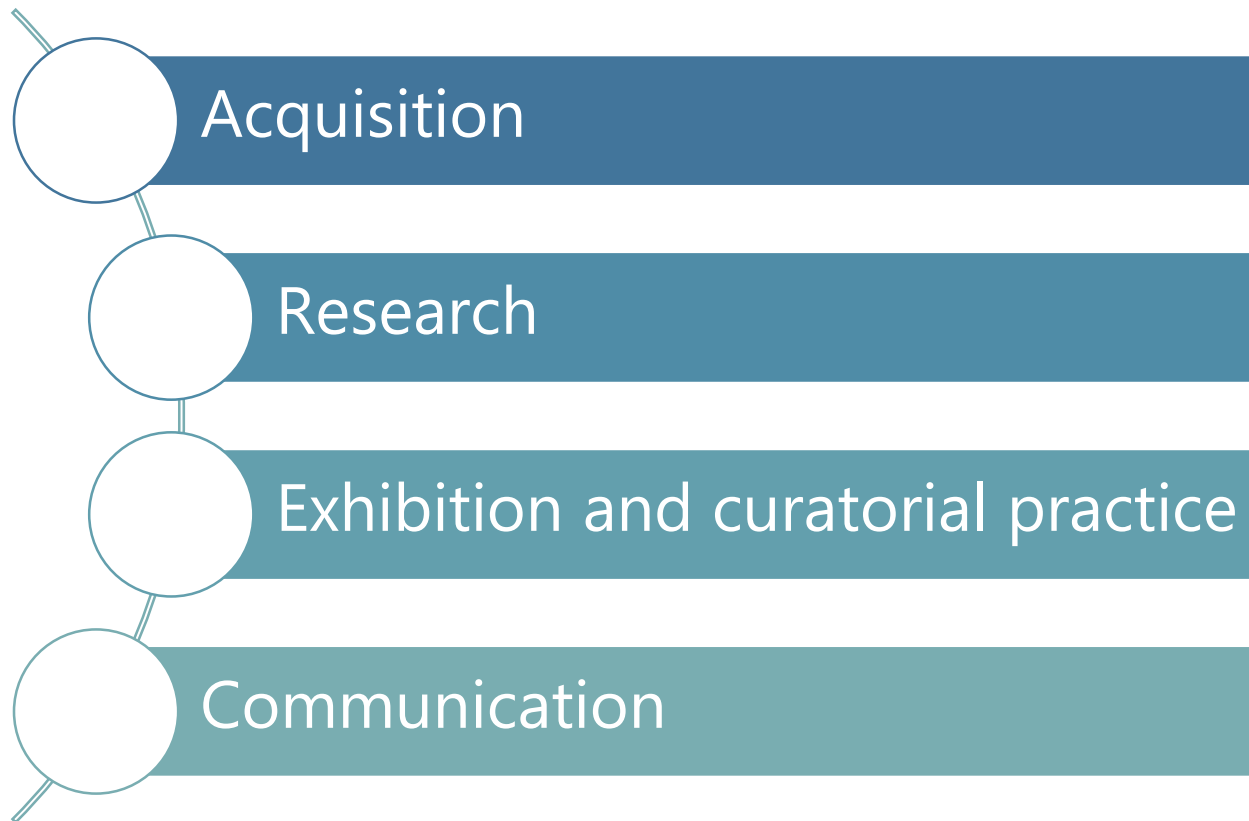 Acquisition
Research
Exhibition and curatorial practice
Communication